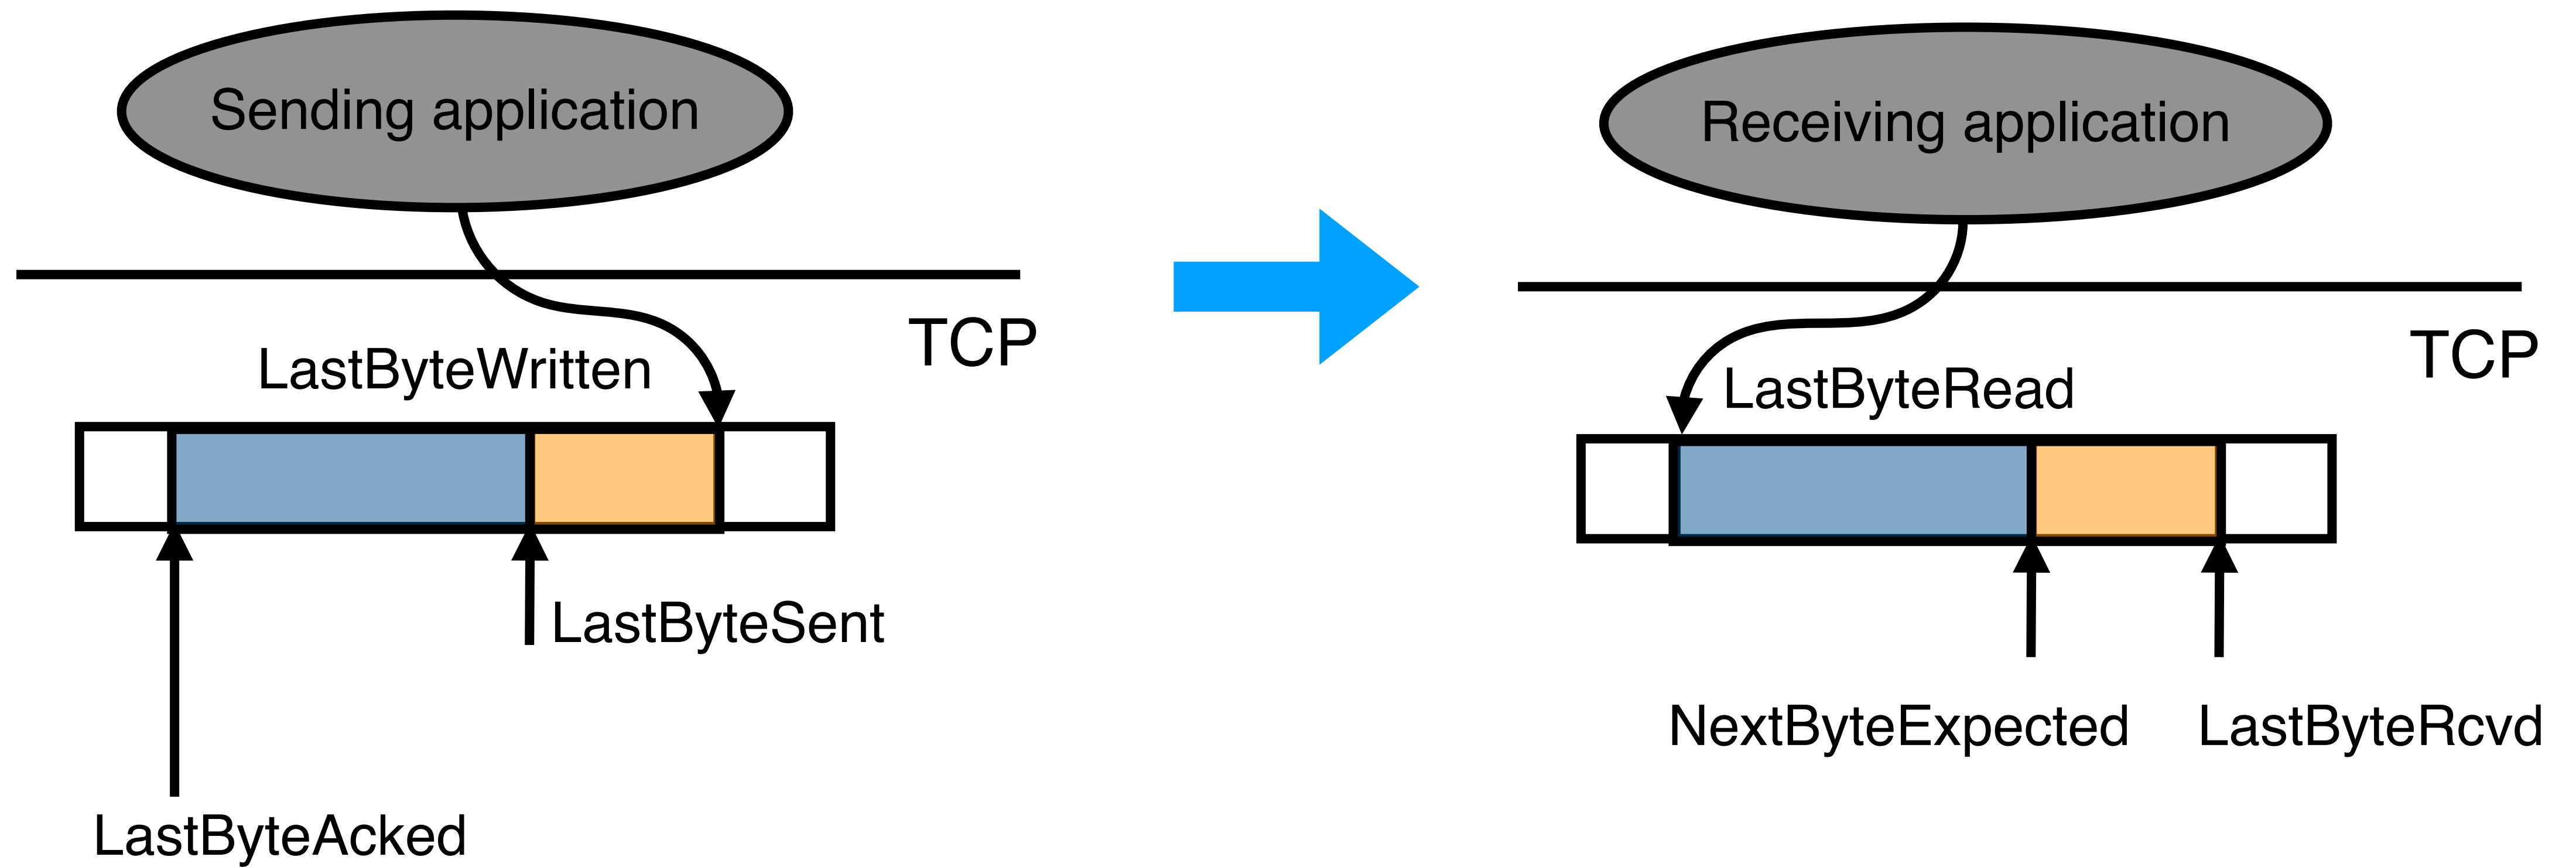 Sending application
TCP
LastByteWritten
LastByteSent
LastByteAcked
Receiving application
TCP
LastByteRead
NextByteExpected
LastByteRcvd